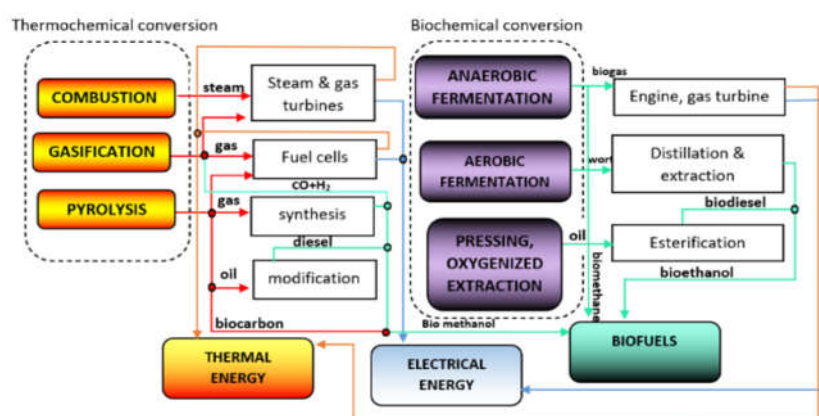 Thermochemical conversion
Biochemical conversion
COMBUSTION
steam
Steam & gas
turbines
GASIFICATION
gas
Fuel cells
CO+H₂
PYROLYSIS
gas
synthesis
diesel
oil
modification
biocarbon
Bio methanol
ANAEROBIC
FERMENTATION
biogas
Engine, gas turbine
AEROBIC
FERMENTATION
wort
Distillation &
extraction
biodiesel
PRESSING,
OXYGENIZED
EXTRACTION
oil
Esterification
bioethanol
biomethane
THERMAL
ENERGY
ELECTRICAL
ENERGY
BIOFUELS